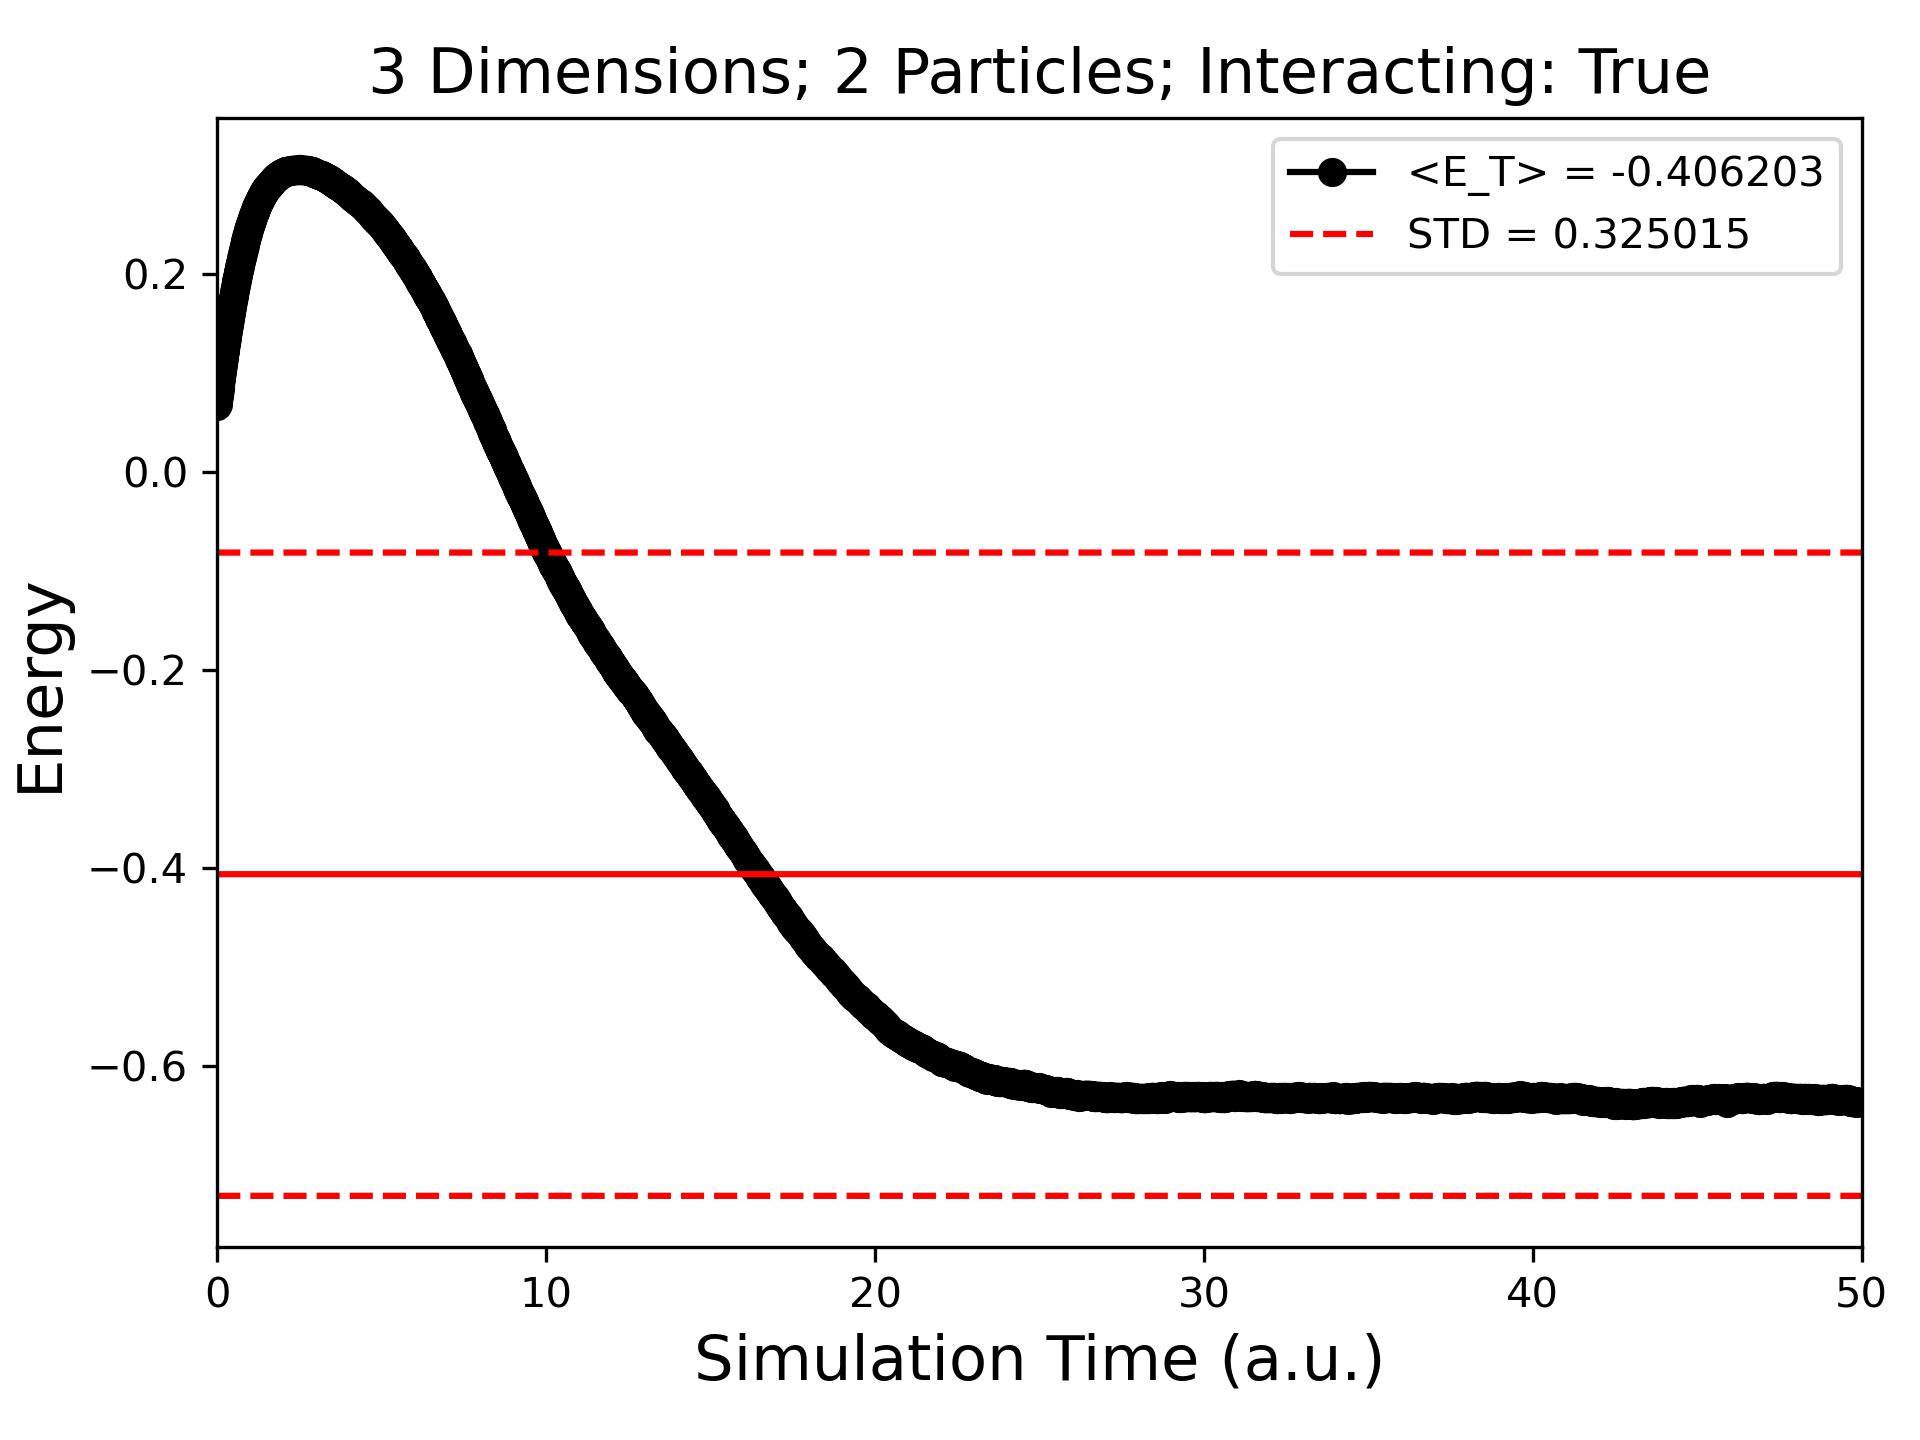 3 Dimensions; 2 Particles; Interacting: True
<E_T> = -0.406203
STD = 0.325015
Energy
0.2
0.0
−0.2
−0.4
−0.6
0 10 20 30 40 50
Simulation Time (a.u.)